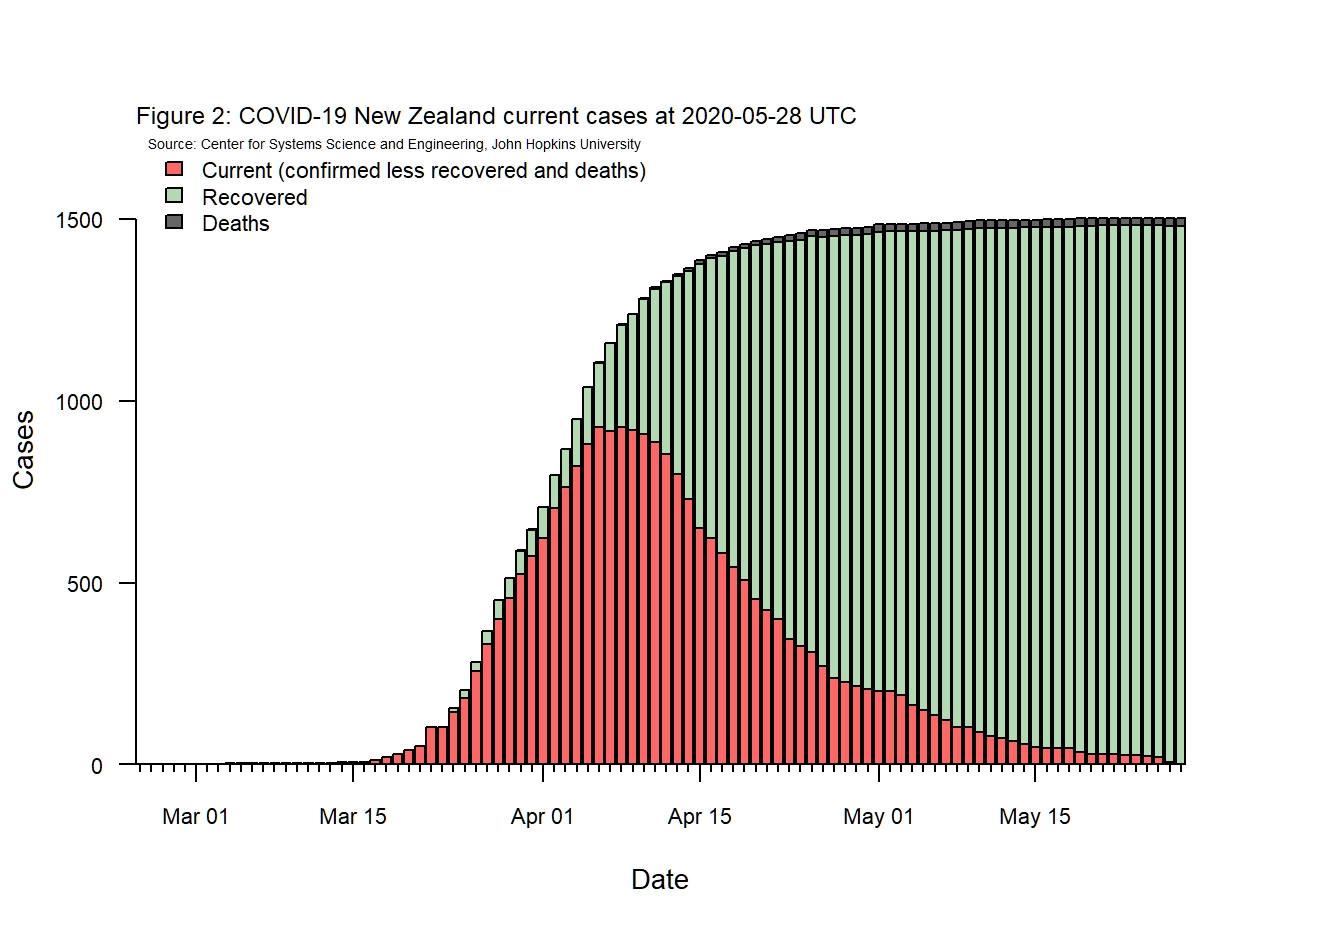 Figure 2: COVID-19 New Zealand current cases at 2020-05-28 UTC
Source: Center for Systems Science and Engineering, John Hopkins University
Current (confirmed less recovered and deaths)
Recovered
Deaths
1500
1000
500
0
Cases
Mar 01 Mar 15 Apr 01 Apr 15 May 01 May 15
Date